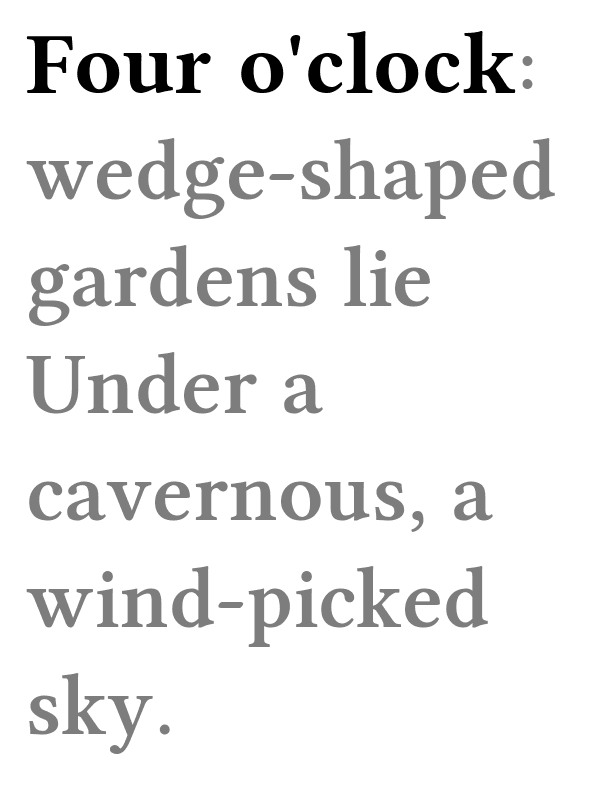 Four o'clock:
wedge-shaped
gardens lie
Under a
cavernous, a
wind-picked
sky.